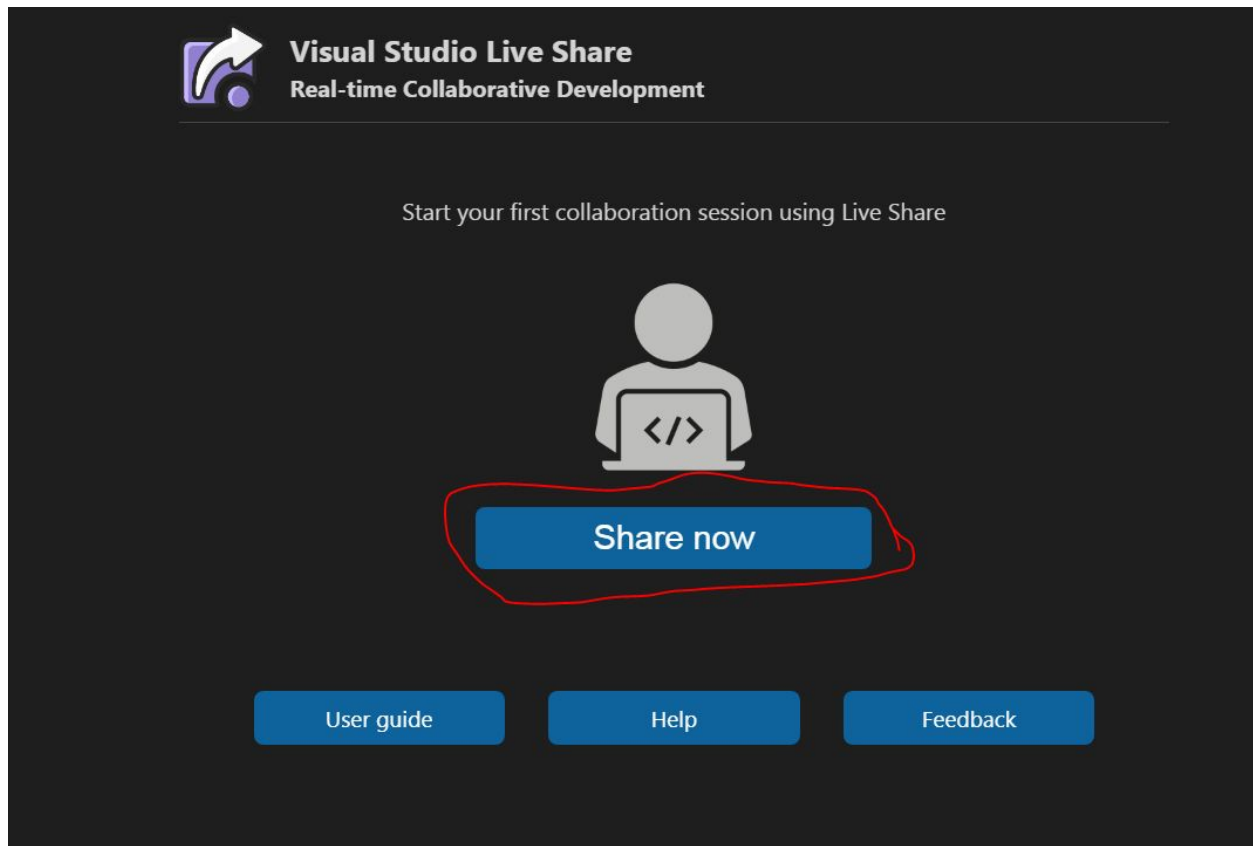 Visual Studio Live Share
Real-time Collaborative Development
Start your first collaboration session using Live Share
</>
Share now
User guide
Help
Feedback